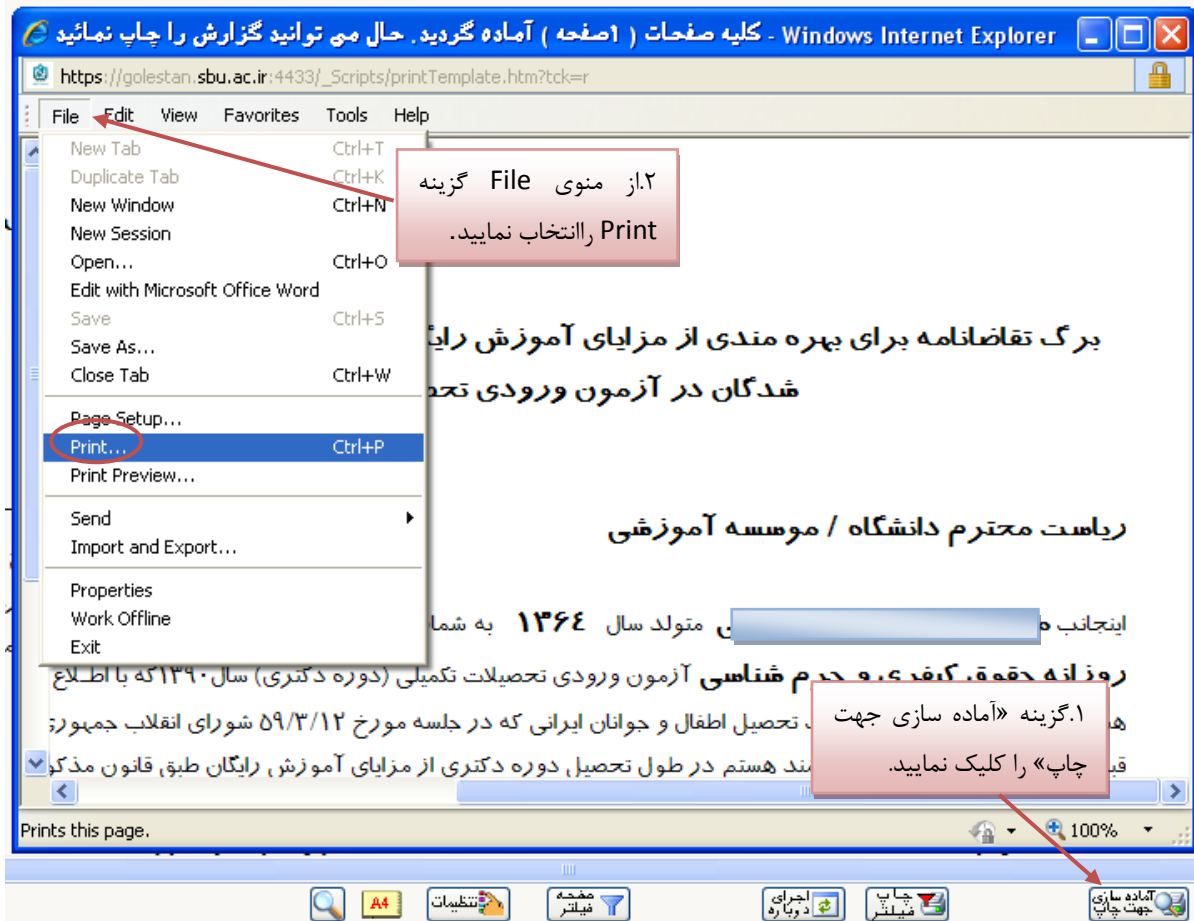 کلیه صفحات ( 1صفحه ) آماده گردید. حال می توانید گزارش را چاپ نمائید - Windows Internet Explorer
https://golestan.sbu.ac.ir:4433/_Scripts/printTemplate.htm?tck=r
File Edit View Favorites Tools Help
New Tab Ctrl+T
Duplicate Tab Ctrl+K
New Window Ctrl+N
New Session
Open... Ctrl+O
Edit with Microsoft Office Word
Save Ctrl+S
Save As...
Close Tab Ctrl+W
Page Setup...
Print... Ctrl+P
Print Preview...
Send
Import and Export...
Properties
Work Offline
Exit
۲.از منوی File گزینه
Print راانتخاب نمایید.
برگ تقاضانامه برای بهره مندی از مزایای آموزش
شدگان در آزمون ورودی
ریاست محترم دانشگاه / موسسه آموزشی
اینجانب متولد سال ۱۳۶۴ به
روزانه حقوق کیفری و جرم شناسی آزمون ورودی تحصیلات تکمیلی (دوره دکتری) سال۱۳۹۰که با اطلاع
تحصیل اطفال و جوانان ایرانی که در جلسه مورخ ۵۹/۳/۱۲ شورای انقلاب جمهوری
هستم در طول تحصیل دوره دکتری از مزایای آموزش رایگان طبق قانون
۱.گزینه «آماده سازی جهت
چاپ» را کلیک نمایید.
Prints this page. 100%
آماده سازی جهت چاپ
چاپ فیلتر
اجرای دوباره
صفحه فیلتر
تنظیمات
A4